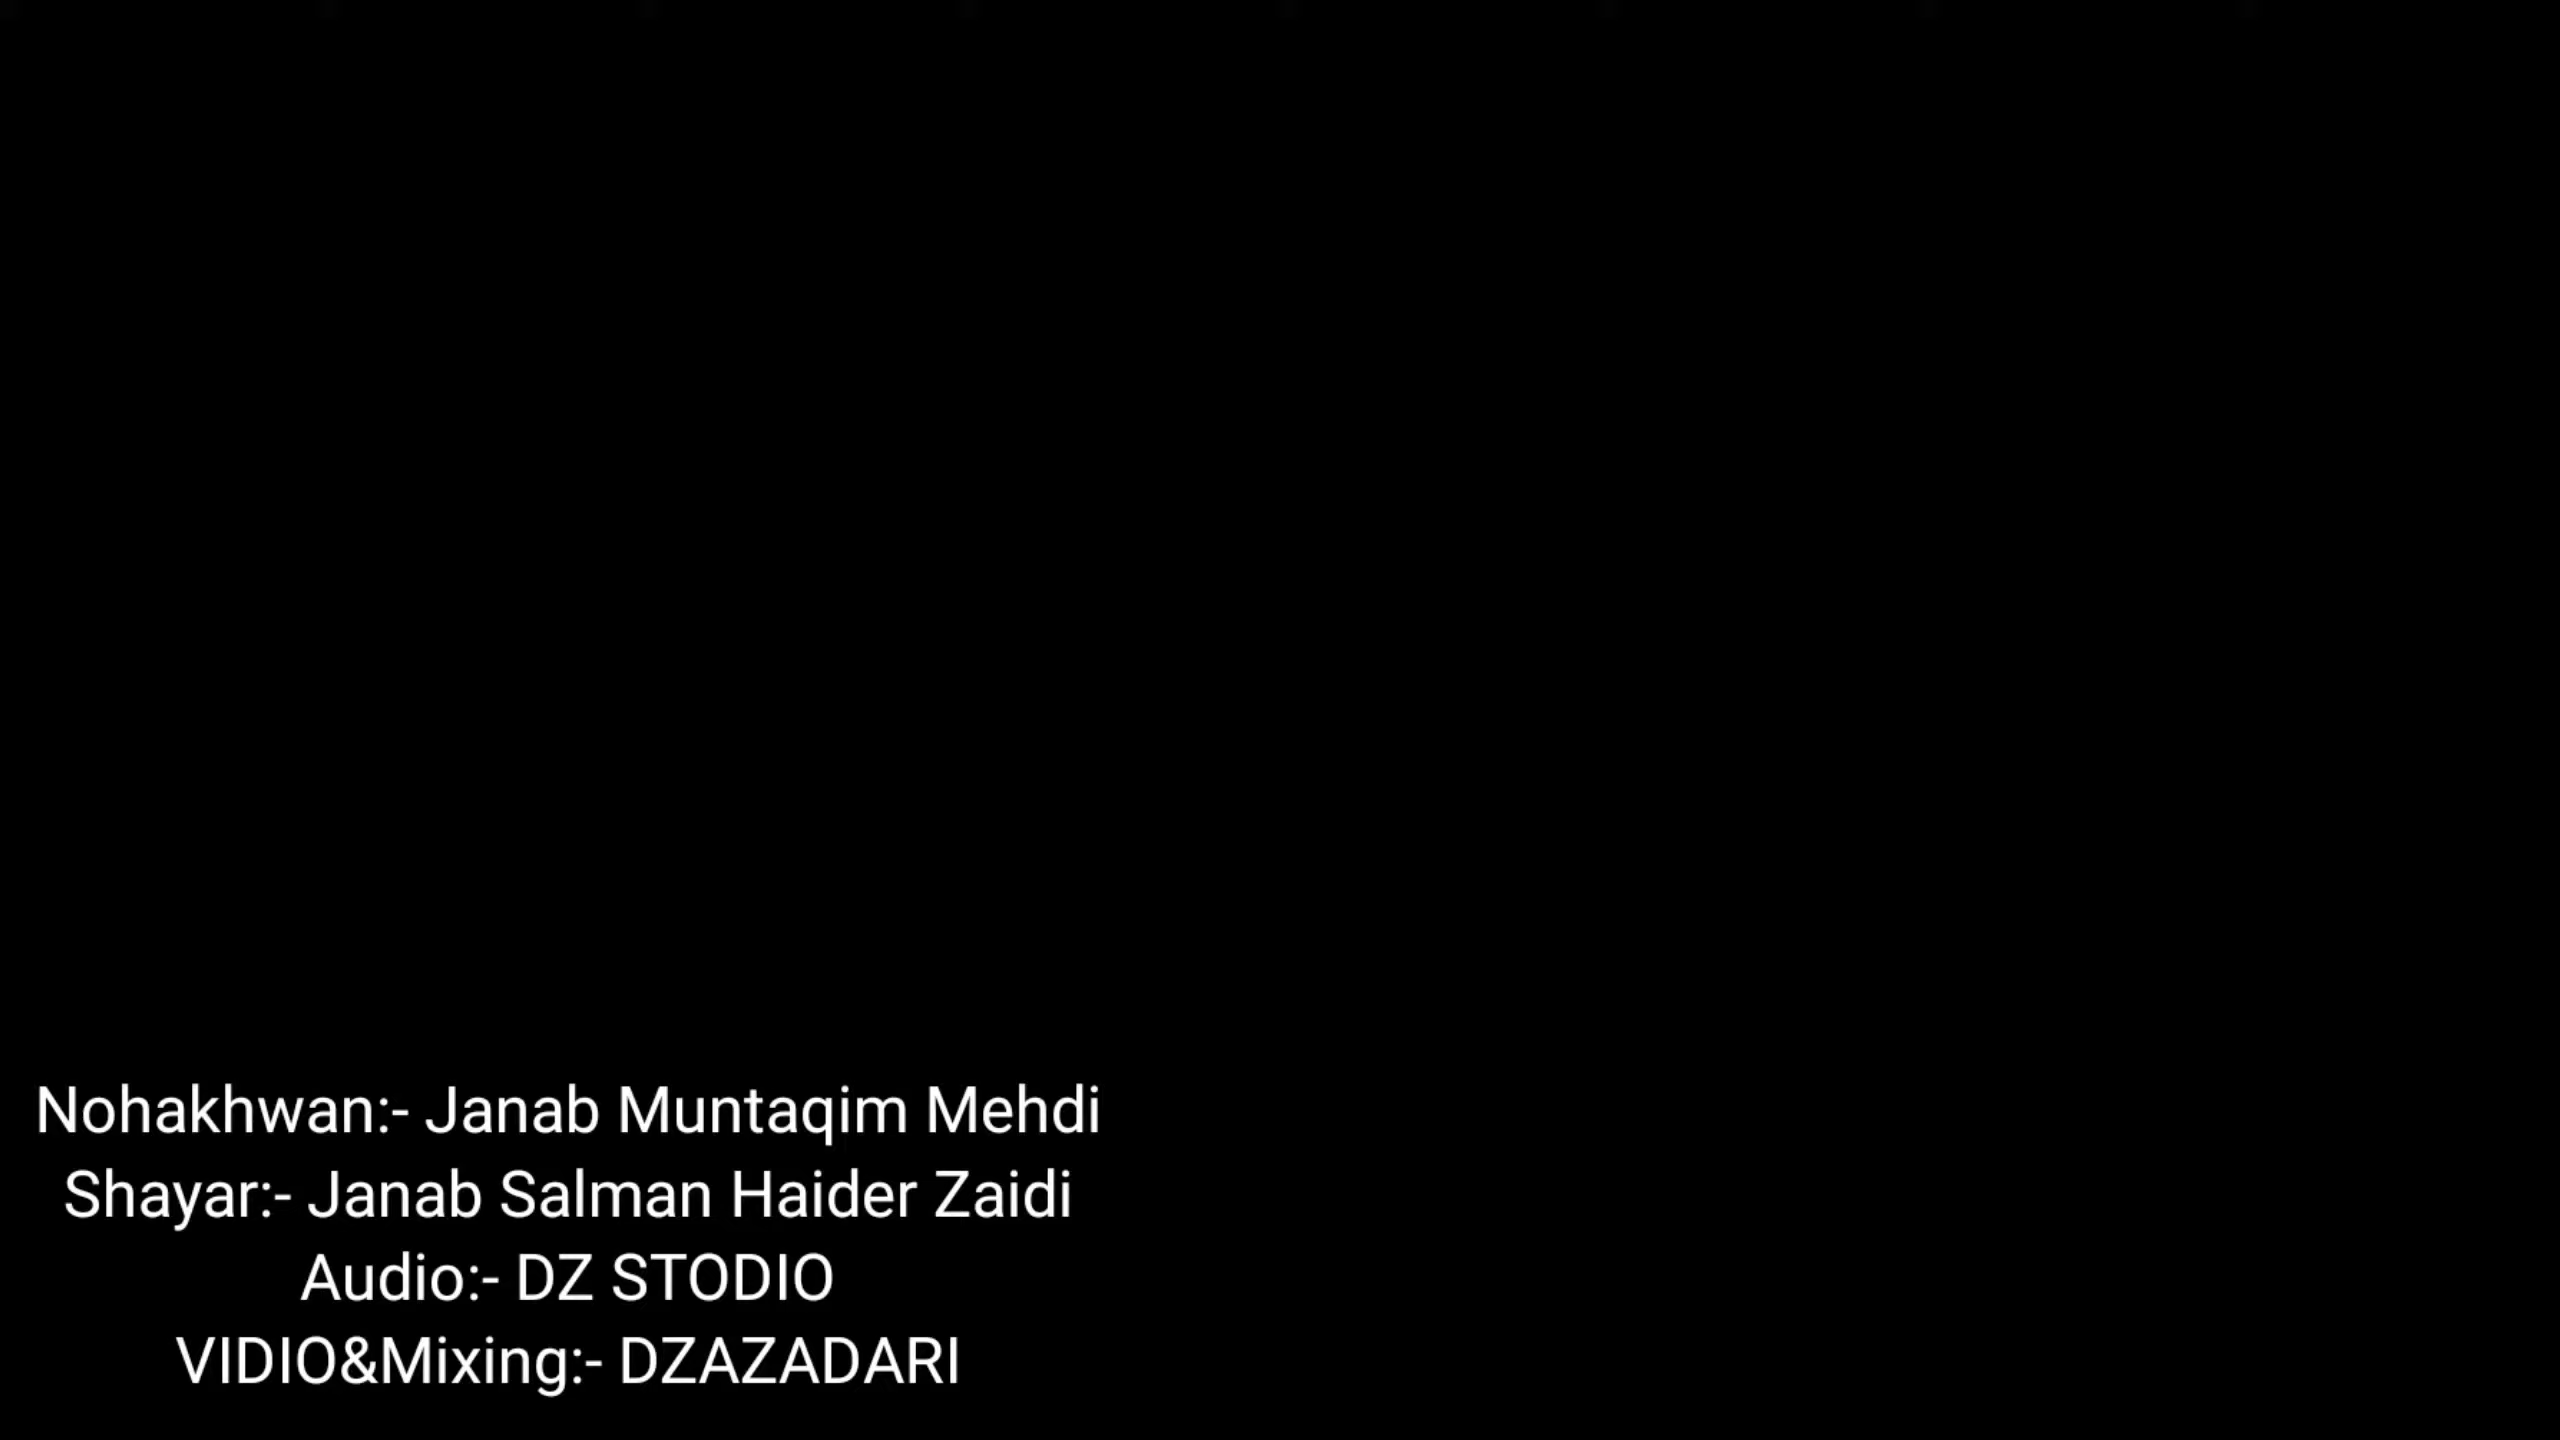 Nohakhwan:- Janab Muntaqim Mehdi
Shayar:- Janab Salman Haider Zaidi
Audio:- DZ STODIO
VIDIO&Mixing:- DZAZADARI